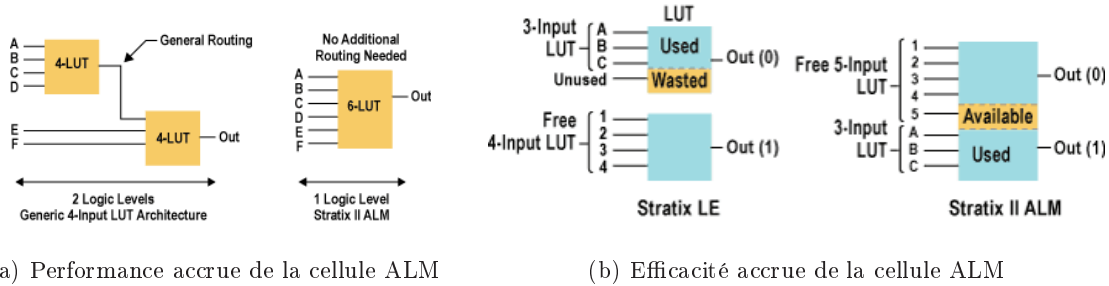 A
B
C
D
4-LUT
General Routing
E
F
4-LUT
Out
2 Logic Levels
Generic 4-Input LUT Architecture
No Additional
Routing Needed
A
B
C
D
E
F
6-LUT
Out
1 Logic Level
Stratix II ALM
a) Performance accrue de la cellule ALM
LUT
3-Input
LUT
A
B
C
Used
Unused
Wasted
Out (0)
Free
4-Input LUT
1
2
3
4
Out (1)
Stratix LE
Free 5-Input
LUT
1
2
3
4
5
Available
Out (0)
3-Input
LUT
A
B
C
Used
Out (1)
Stratix II ALM
(b) Efficacité accrue de la cellule ALM